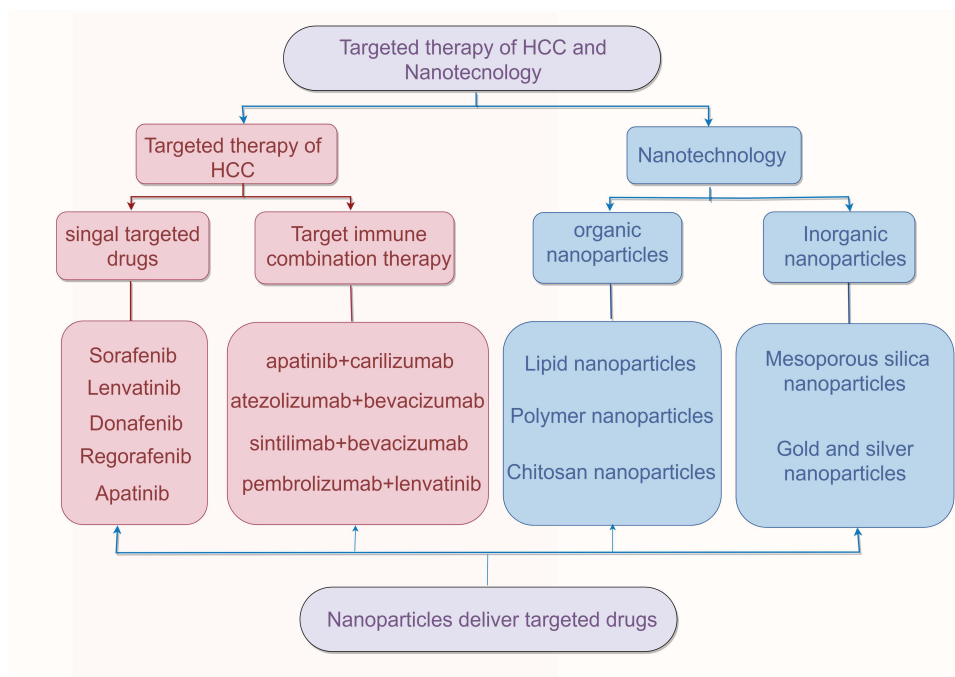 Targeted therapy of HCC and
Nanotecnology
Targeted therapy of
HCC
Nanotechnology
singal targeted
drugs
Target immune
combination therapy
organic
nanoparticles
Inorganic
nanoparticles
Sorafenib
Lenvatinib
Donafenib
Regorafenib
Apatinib
apatinib+carilizumab
atezolizumab+bevacizumab
sintilimab+bevacizumab
pembrolizumab+lenvatinib
Lipid nanoparticles
Polymer nanoparticles
Chitosan nanoparticles
Mesoporous silica
nanoparticles
Gold and silver
nanoparticles
Nanoparticles deliver targeted drugs